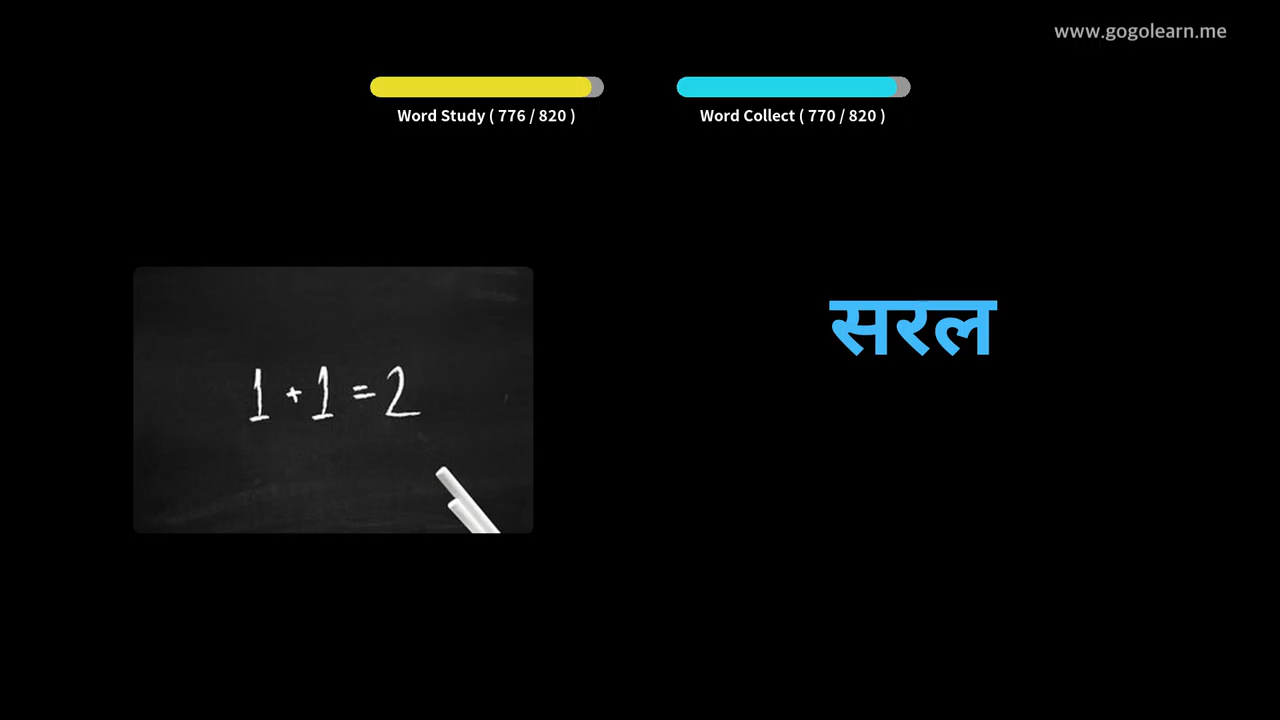 www.gogolearn.me
Word Study ( 776 / 820 )
Word Collect ( 770 / 820 )
1 + 1 = 2
सरल